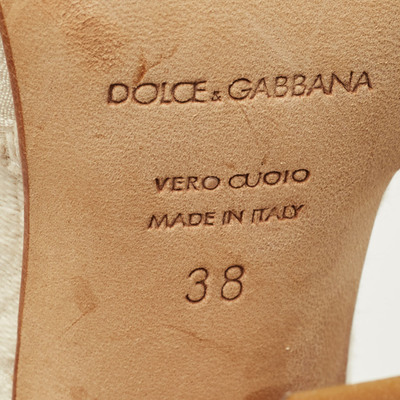 DOLCE & GABBANA
VERO CUOIO
MADE IN ITALY
38